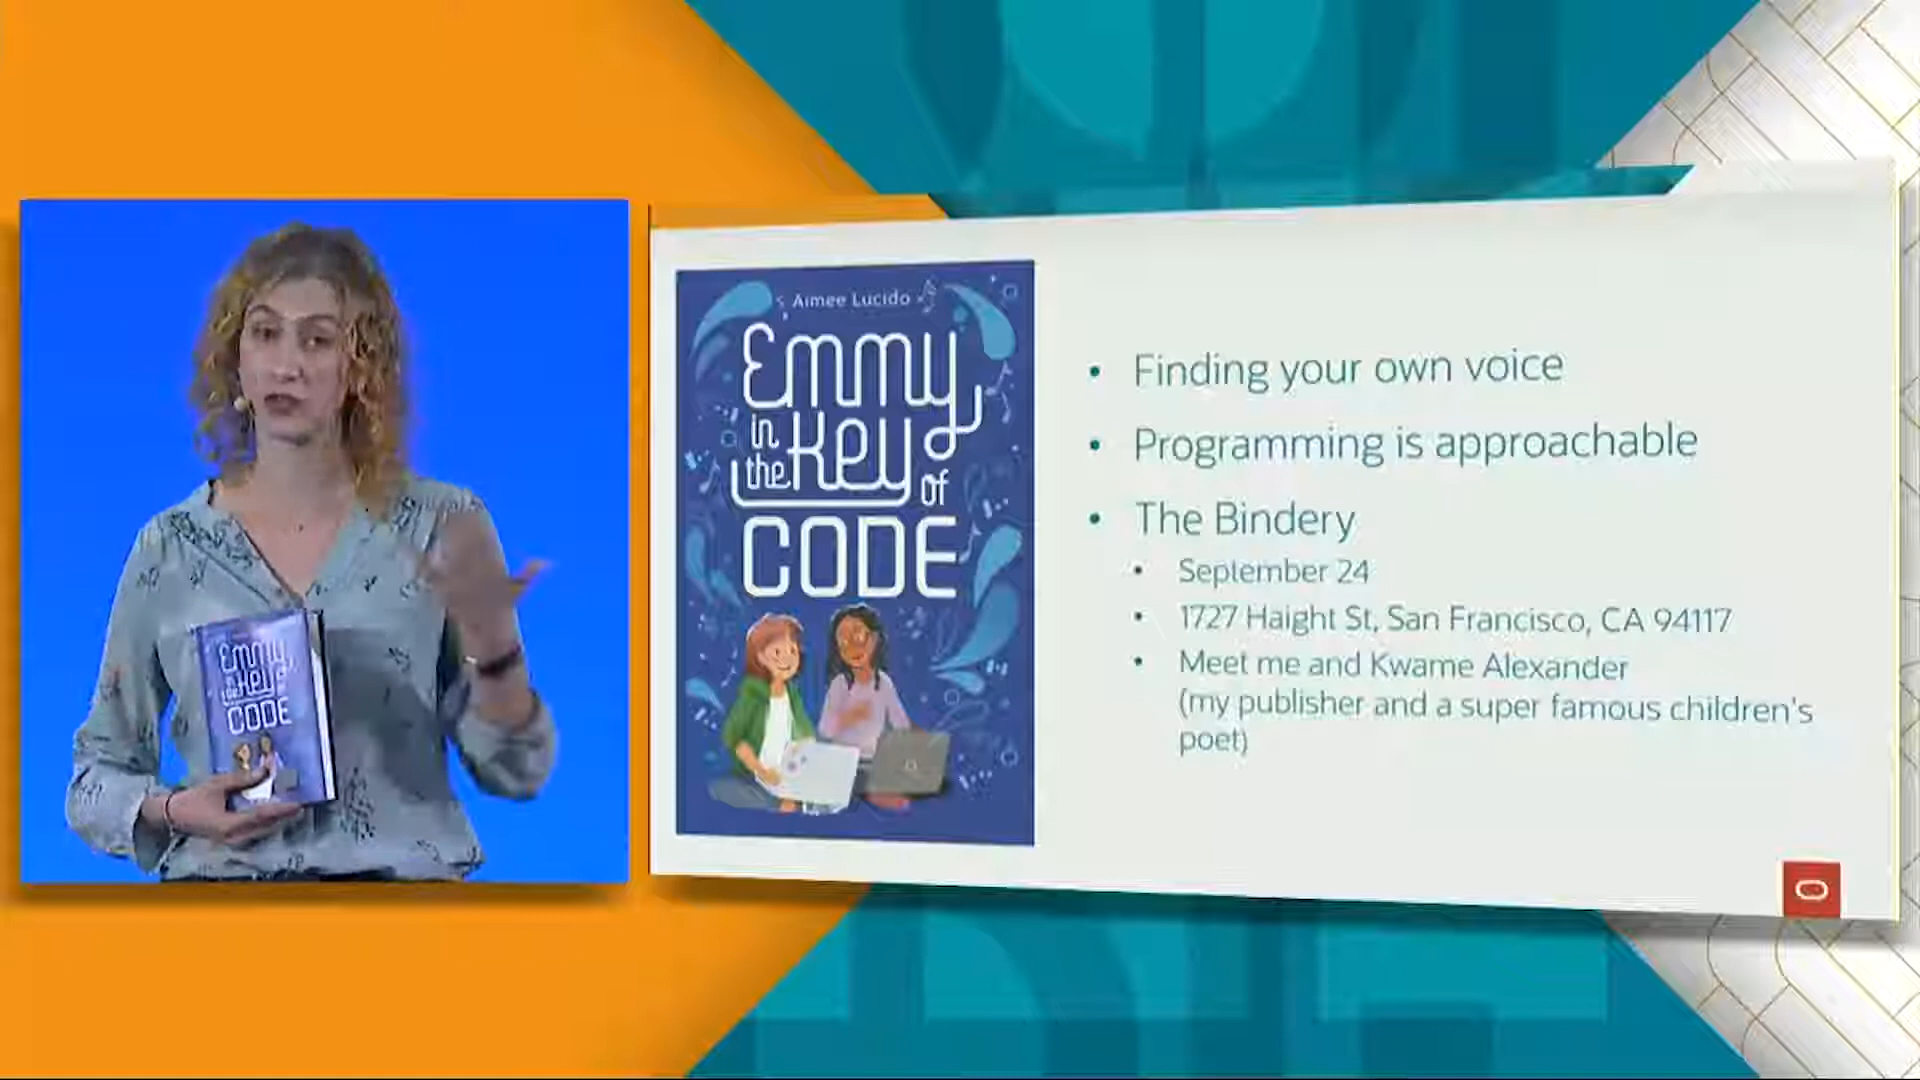 Aimee Lucido
Emmy
in
the Key
of
CODE
Emmy
in
the Key
of
CODE
• Finding your own voice
• Programming is approachable
• The Bindery
• September 24
• 1727 Haight St, San Francisco, CA 94117
• Meet me and Kwame Alexander
(my publisher and a super famous children's
poet)